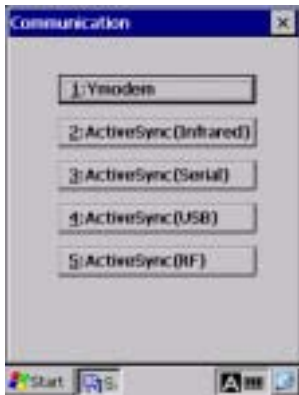 Communication
1:Ymodem
2:ActiveSync(Infrared)
3:ActiveSync(Serial)
4:ActiveSync(USB)
5:ActiveSync(RF)
Start
S.
A